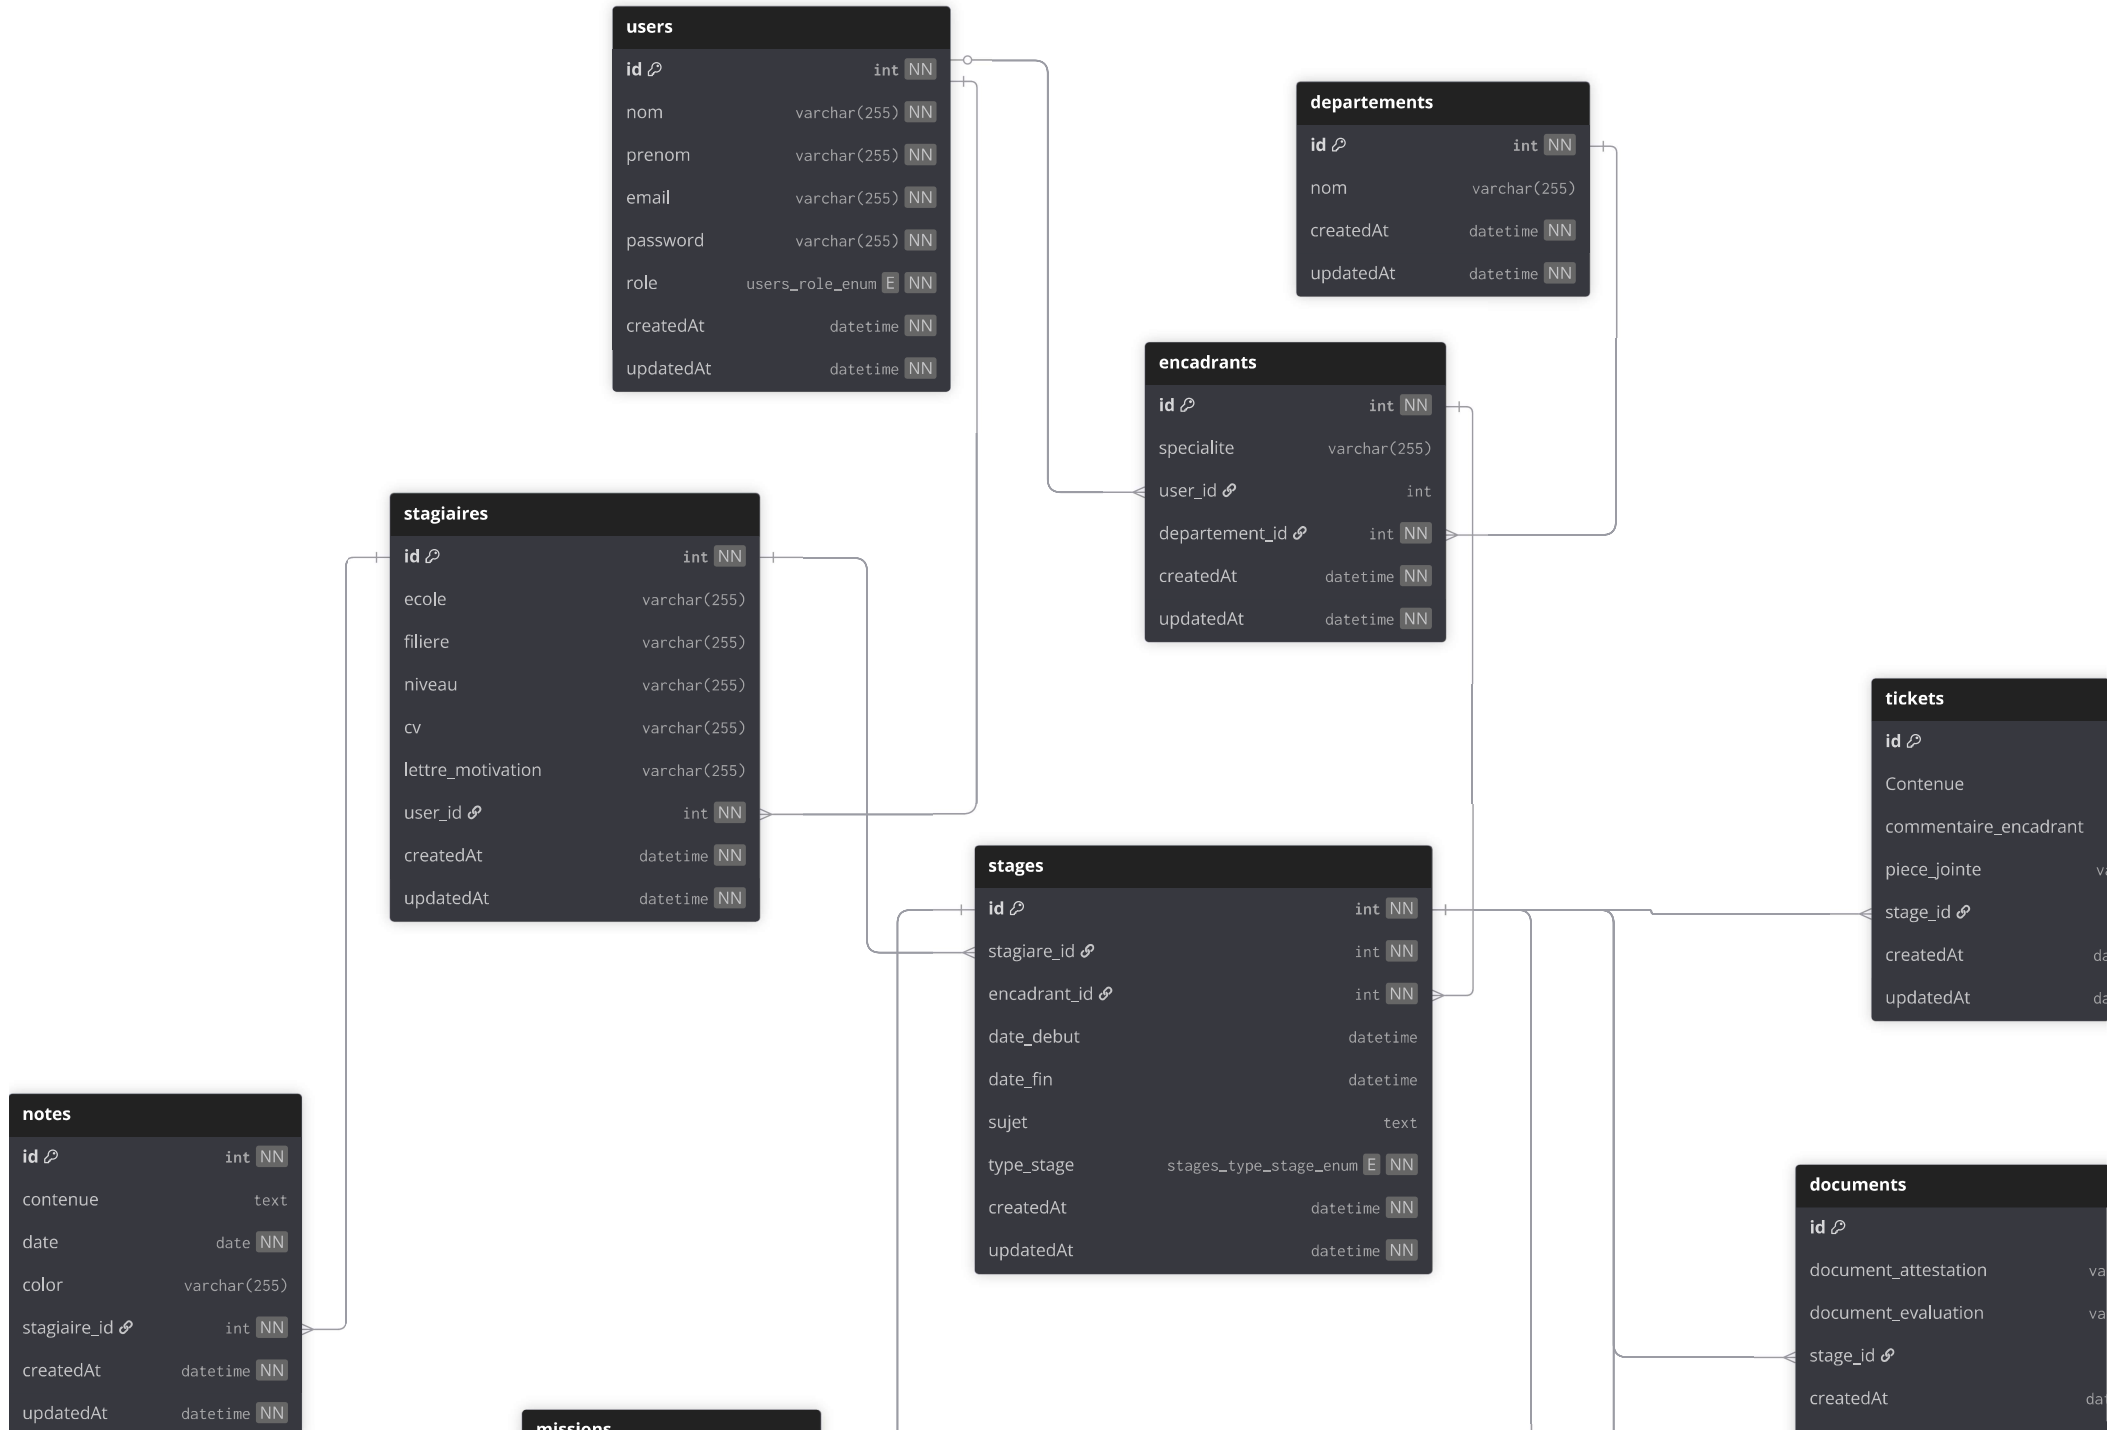 users
id int NN
nom varchar(255) NN
prenom varchar(255) NN
email varchar(255) NN
password varchar(255) NN
role users_role_enum E NN
createdAt datetime NN
updatedAt datetime NN
departements
id int NN
nom varchar(255)
createdAt datetime NN
updatedAt datetime NN
encadrants
id int NN
specialite varchar(255)
user_id int
departement_id int NN
createdAt datetime NN
updatedAt datetime NN
stagiaires
id int NN
ecole varchar(255)
filiere varchar(255)
niveau varchar(255)
cv varchar(255)
lettre_motivation varchar(255)
user_id int NN
createdAt datetime NN
updatedAt datetime NN
tickets
id
Contenue
commentaire_encadrant
piece_jointe
stage_id
createdAt
updatedAt
stages
id int NN
stagiare_id int NN
encadrant_id int NN
date_debut datetime
date_fin datetime
sujet text
type_stage stages_type_stage_enum E NN
createdAt datetime NN
updatedAt datetime NN
notes
id int NN
contenue text
date date NN
color varchar(255)
stagiaire_id int NN
createdAt datetime NN
updatedAt datetime NN
documents
id
document_attestation
document_evaluation
stage_id
createdAt
missions